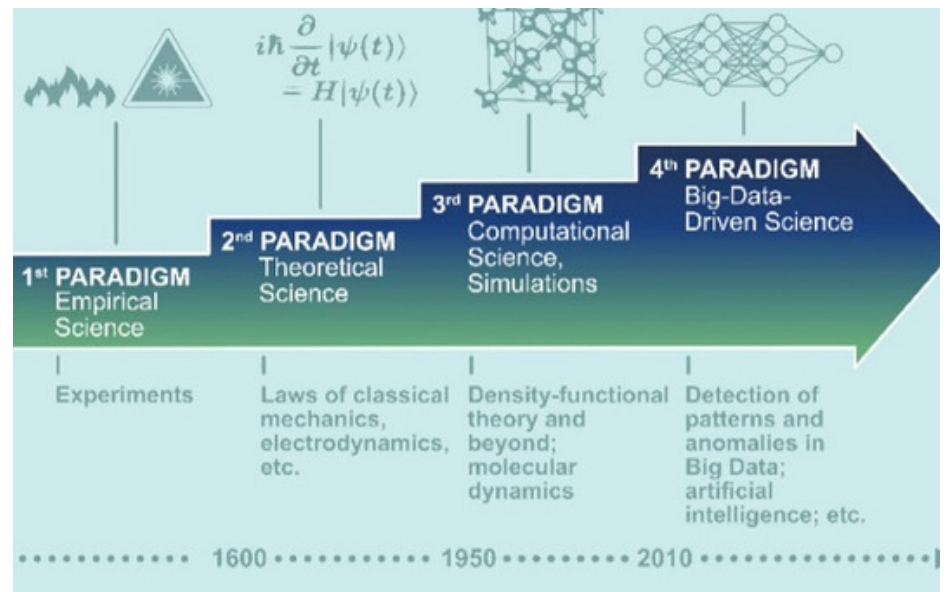 iħ ∂/∂t |ψ(t)⟩
= H|ψ(t)⟩
1st PARADIGM
Empirical
Science
2nd PARADIGM
Theoretical
Science
3rd PARADIGM
Computational
Science,
Simulations
4th PARADIGM
Big-Data-
Driven Science
Experiments
Laws of classical
mechanics,
electrodynamics,
etc.
Density-functional
theory and
beyond;
molecular
dynamics
Detection of
patterns and
anomalies in
Big Data;
artificial
intelligence; etc.
1600
1950
2010